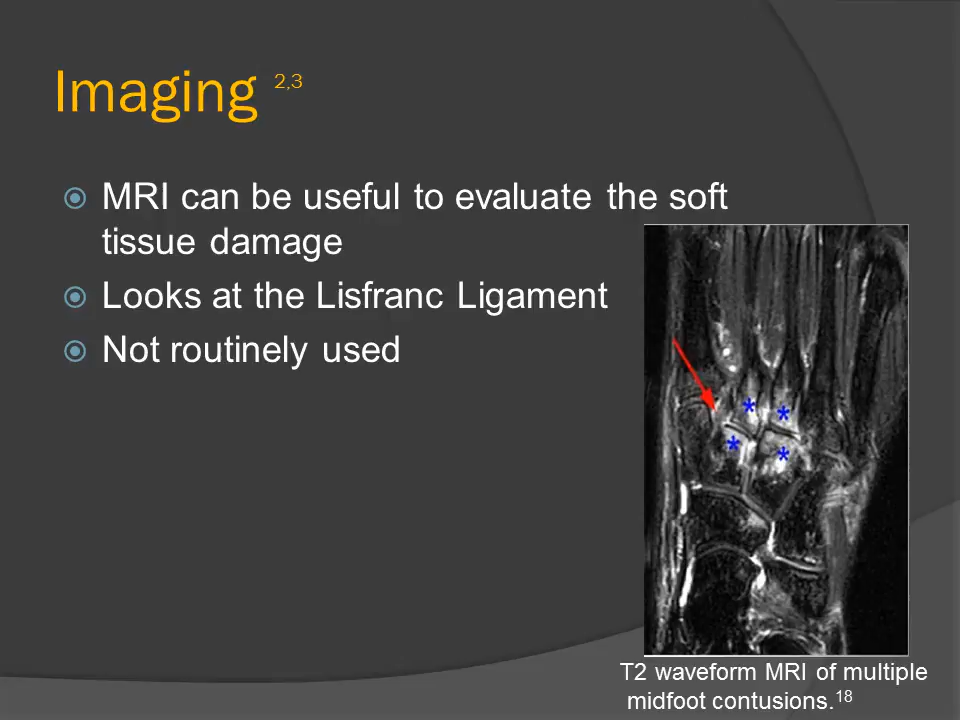 Imaging 2,3
MRI can be useful to evaluate the soft
tissue damage
Looks at the Lisfranc Ligament
Not routinely used
* *
* *
T2 waveform MRI of multiple
midfoot contusions.18